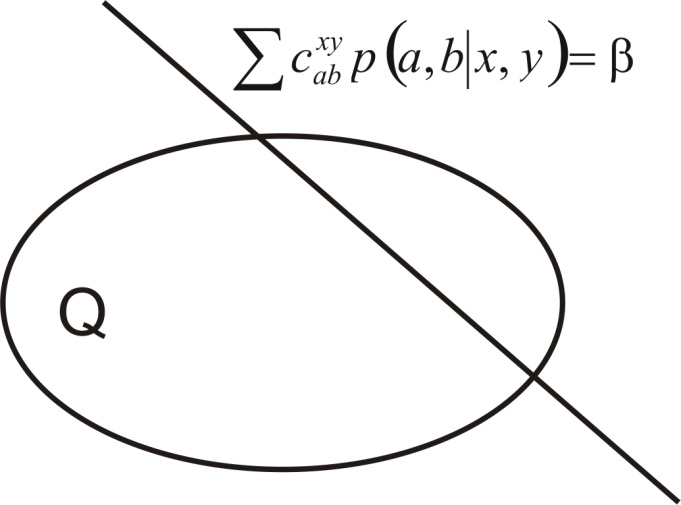 ∑ c_{ab}^{xy} p(a,b|x, y)= β
Q